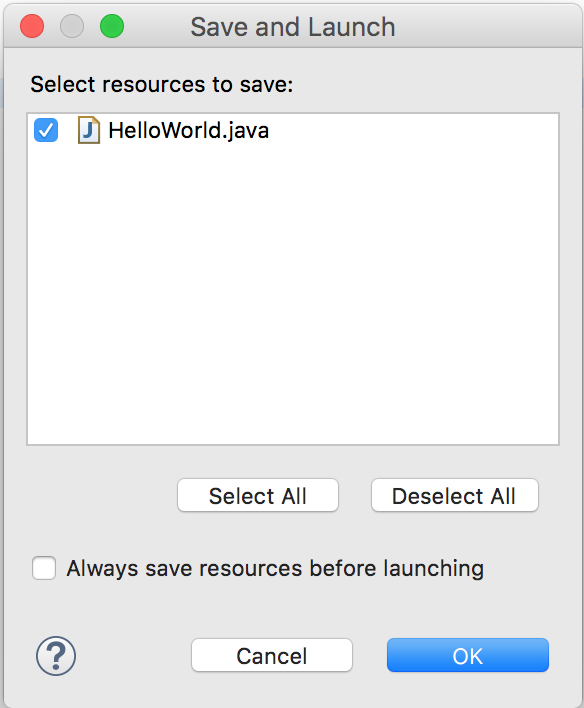 Save and Launch
Select resources to save:
J HelloWorld.java
Select All Deselect All
Always save resources before launching
? Cancel OK